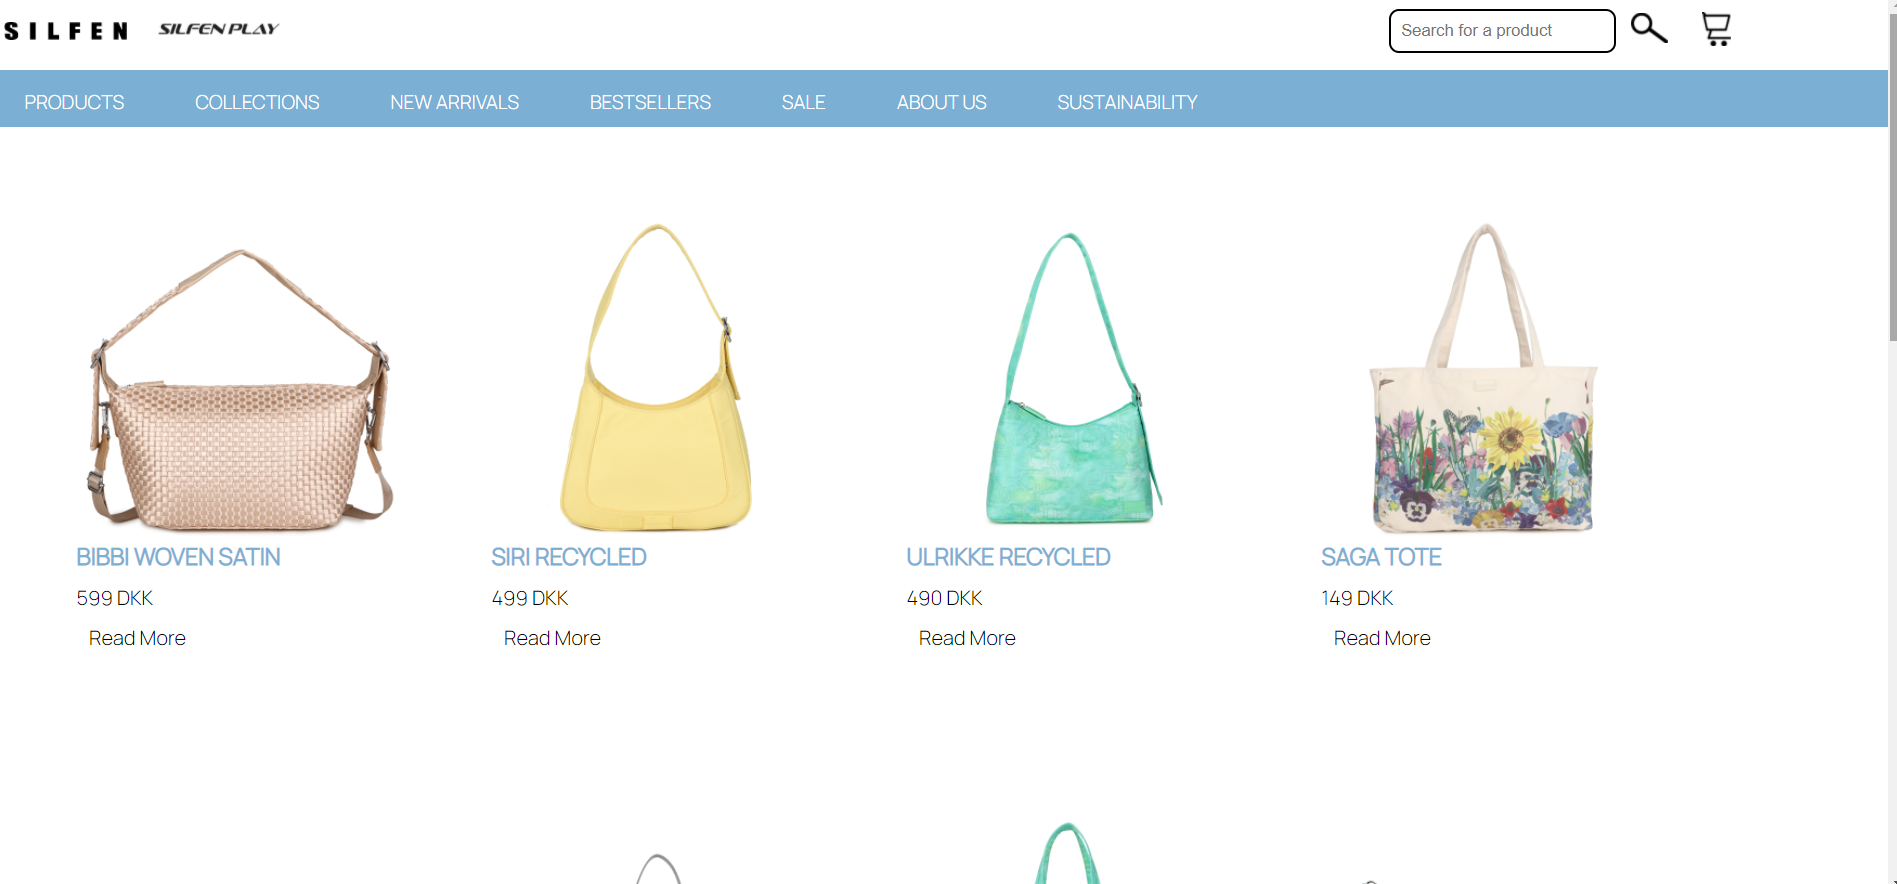 SILFEN
SILFEN PLAY
Search for a product
PRODUCTS COLLECTIONS NEW ARRIVALS BESTSELLERS SALE ABOUT US SUSTAINABILITY
BIBBI WOVEN SATIN
599 DKK
Read More
SIRI RECYCLED
499 DKK
Read More
ULRIKKE RECYCLED
490 DKK
Read More
SAGA TOTE
149 DKK
Read More